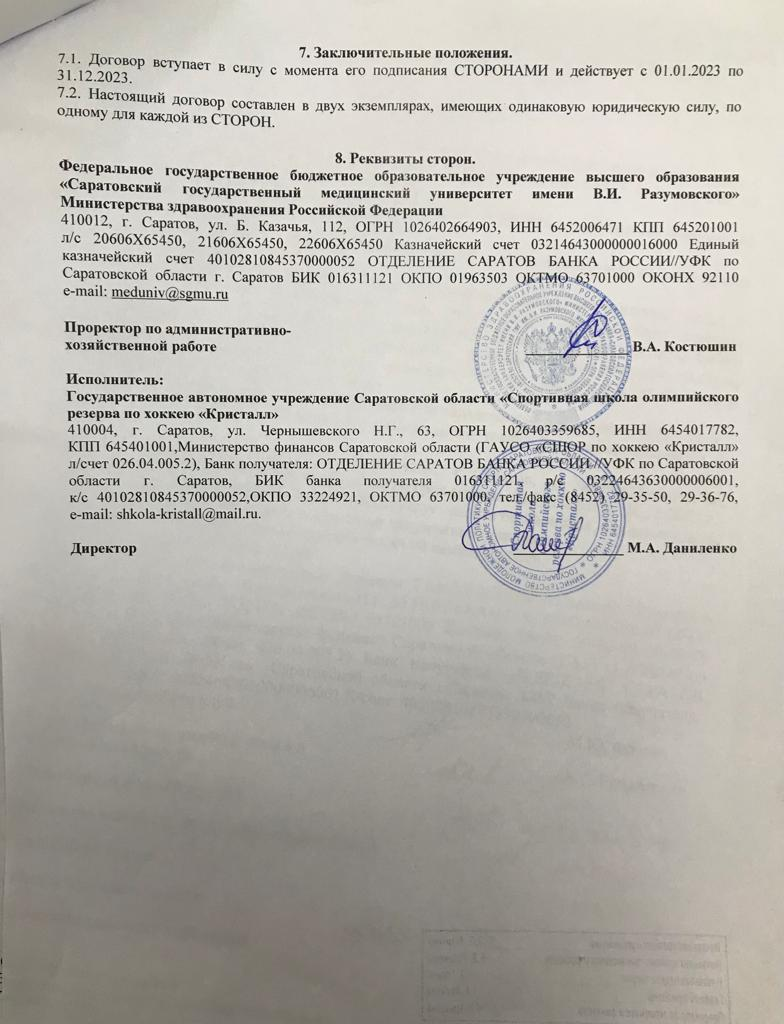 7. Заключительные положения.
7.1. Договор вступает в силу с момента его подписания СТОРОНАМИ и действует с 01.01.2023 по
31.12.2023.
7.2. Настоящий договор составлен в двух экземплярах, имеющих одинаковую юридическую силу, по
одному для каждой из СТОРОН.
8. Реквизиты сторон.
Федеральное государственное бюджетное образовательное учреждение высшего образования
«Саратовский государственный медицинский университет имени В.И. Разумовского»
Министерства здравоохранения Российской Федерации
410012, г. Саратов, ул. Б. Казачья, 112, ОГРН 1026402664903, ИНН 6452006471 КПП 645201001
л/с 20606Х65450, 21606Х65450, 22606Х65450 Казначейский счет 03214643000000016000 Единый
казначейский счет 40102810845370000052 ОТДЕЛЕНИЕ САРАТОВ БАНКА РОССИИ//УФК по
Саратовской области г. Саратов БИК 016311121 ОКПО 01963503 ОКТМО 63701000 ОКОНХ 92110
e-mail: meduniv@sgmu.ru
Проректор по административно-
хозяйственной работе В.А. Костюшин
Исполнитель:
Государственное автономное учреждение Саратовской области «Спортивная школа олимпийского
резерва по хоккею «Кристалл»
410004, г. Саратов, ул. Чернышевского Н.Г., 63, ОГРН 1026403359685, ИНН 6454017782,
КПП 645401001,Министерство финансов Саратовской области (ГАУСО «СШОР по хоккею «Кристалл»
л/счет 026.04.005.2), Банк получателя: ОТДЕЛЕНИЕ САРАТОВ БАНКА РОССИИ//УФК по Саратовской
области г. Саратов, БИК банка получателя 016311121, р/с 03224643630000006001,
к/с 40102810845370000052,ОКПО 33224921, ОКТМО 63701000, тел/факс (8452) 29-35-50, 29-36-76,
e-mail: shkola-kristall@mail.ru.
Директор М.А. Даниленко